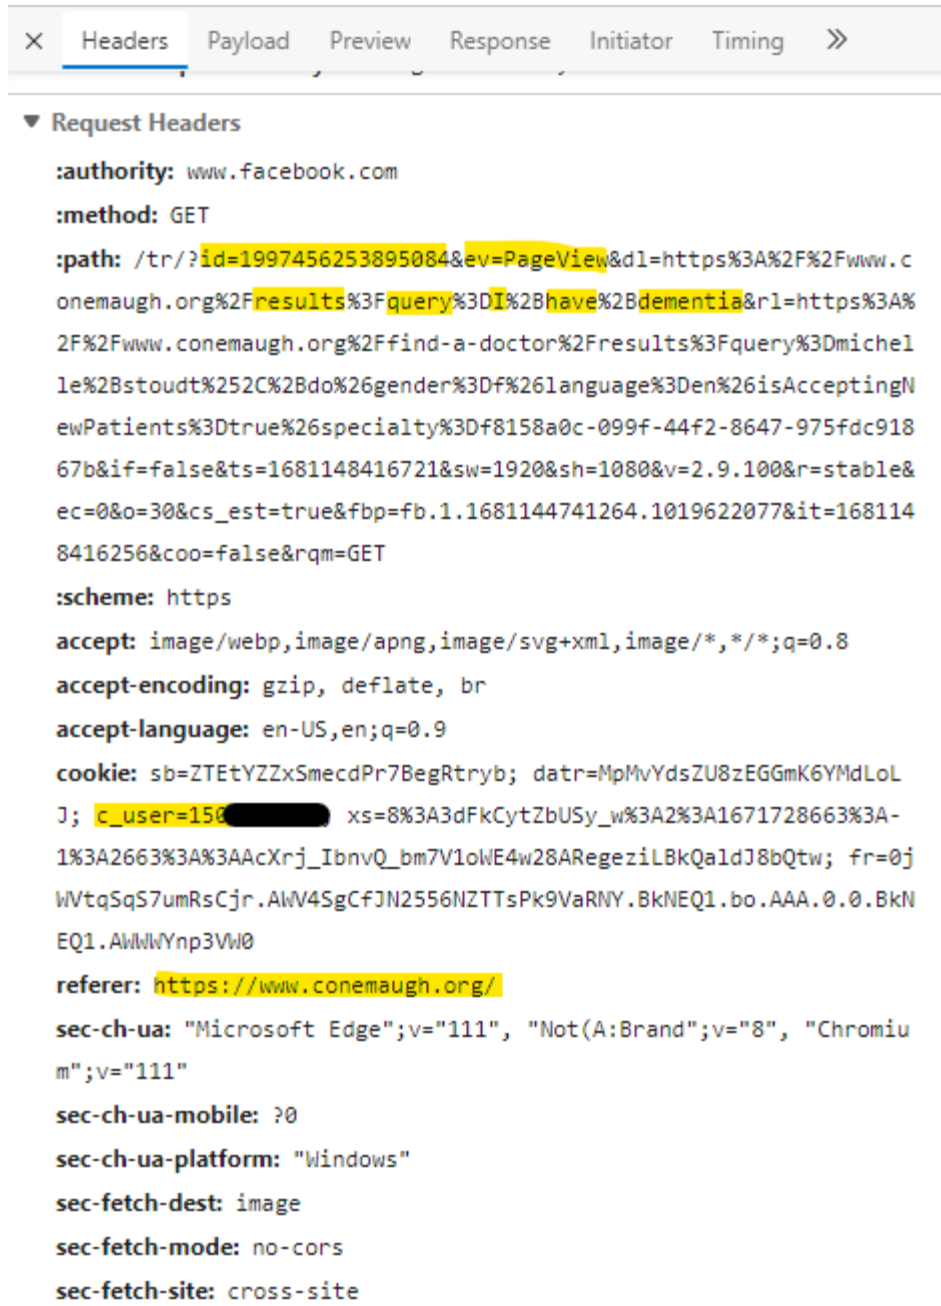 × Headers Payload Preview Response Initiator Timing »
▼ Request Headers
:authority: www.facebook.com
:method: GET
:path: /tr/?id=1997456253895084&ev=PageView&dl=https%3A%2F%2Fwww.c
onemaugh.org%2Fresults%3Fquery%3DI%2Bhave%2Bdementia&rl=https%3A%
2F%2Fwww.conemaugh.org%2Ffind-a-doctor%2Fresults%3Fquery%3Dmichel
le%2Bstoudt%252C%2Bdo%26gender%3Df%26language%3Den%26isAcceptingN
ewPatients%3Dtrue%26specialty%3Df8158a0c-099f-44f2-8647-975fdc918
67b&if=false&ts=1681148416721&sw=1920&sh=1080&v=2.9.100&r=stable&
ec=0&o=30&cs_est=true&fbp=fb.1.1681144741264.1019622077&it=168114
8416256&coo=false&rqm=GET
:scheme: https
accept: image/webp,image/apng,image/svg+xml,image/*,*/*;q=0.8
accept-encoding: gzip, deflate, br
accept-language: en-US,en;q=0.9
cookie: sb=ZTEtYZZxSmecdPr7BegRtryb; datr=MpMvYdsZU8zEGGmK6YMdLoL
J; c_user=150 xs=8%3A3dFkCytZbUSy_w%3A2%3A1671728663%3A-
1%3A2663%3A%3AAcXrj_IbnvQ_bm7V1oWE4w28ARegeziLBkQaldJ8bQtw; fr=0j
WVtqSqS7umRsCjr.AWV4SgCfJN2556NZTTsPk9VaRNY.BkNEQ1.bo.AAA.0.0.BkN
EQ1.AWWWYnp3VW0
referer: https://www.conemaugh.org/
sec-ch-ua: "Microsoft Edge";v="111", "Not(A:Brand";v="8", "Chromiu
m";v="111"
sec-ch-ua-mobile: ?0
sec-ch-ua-platform: "Windows"
sec-fetch-dest: image
sec-fetch-mode: no-cors
sec-fetch-site: cross-site